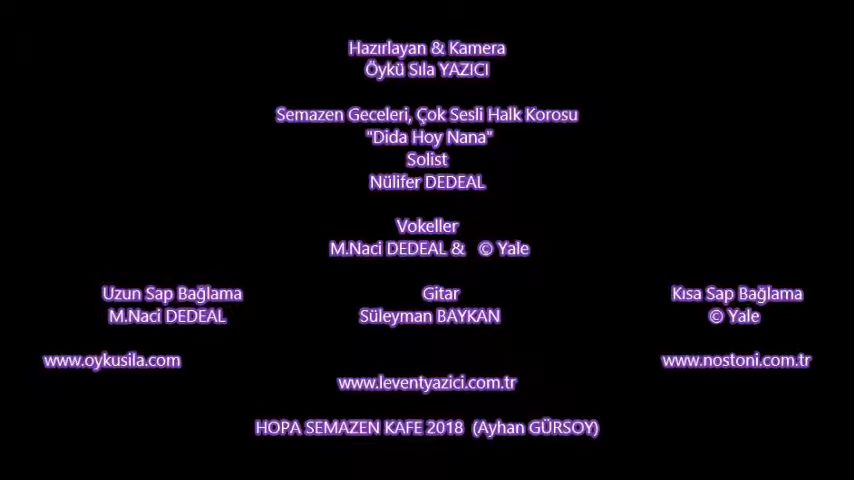 Hazırlayan & Kamera
Öykü Sıla YAZICI
Semazen Geceleri, Çok Sesli Halk Korosu
"Dida Hoy Nana"
Solist
Nülifer DEDEAL
Vokeller
M.Naci DEDEAL & © Yale
Uzun Sap Bağlama Gitar Kısa Sap Bağlama
M.Naci DEDEAL Süleyman BAYKAN © Yale
www.oykusila.com www.nostoni.com.tr
www.leventyazici.com.tr
HOPA SEMAZEN KAFE 2018 (Ayhan GÜRSOY)